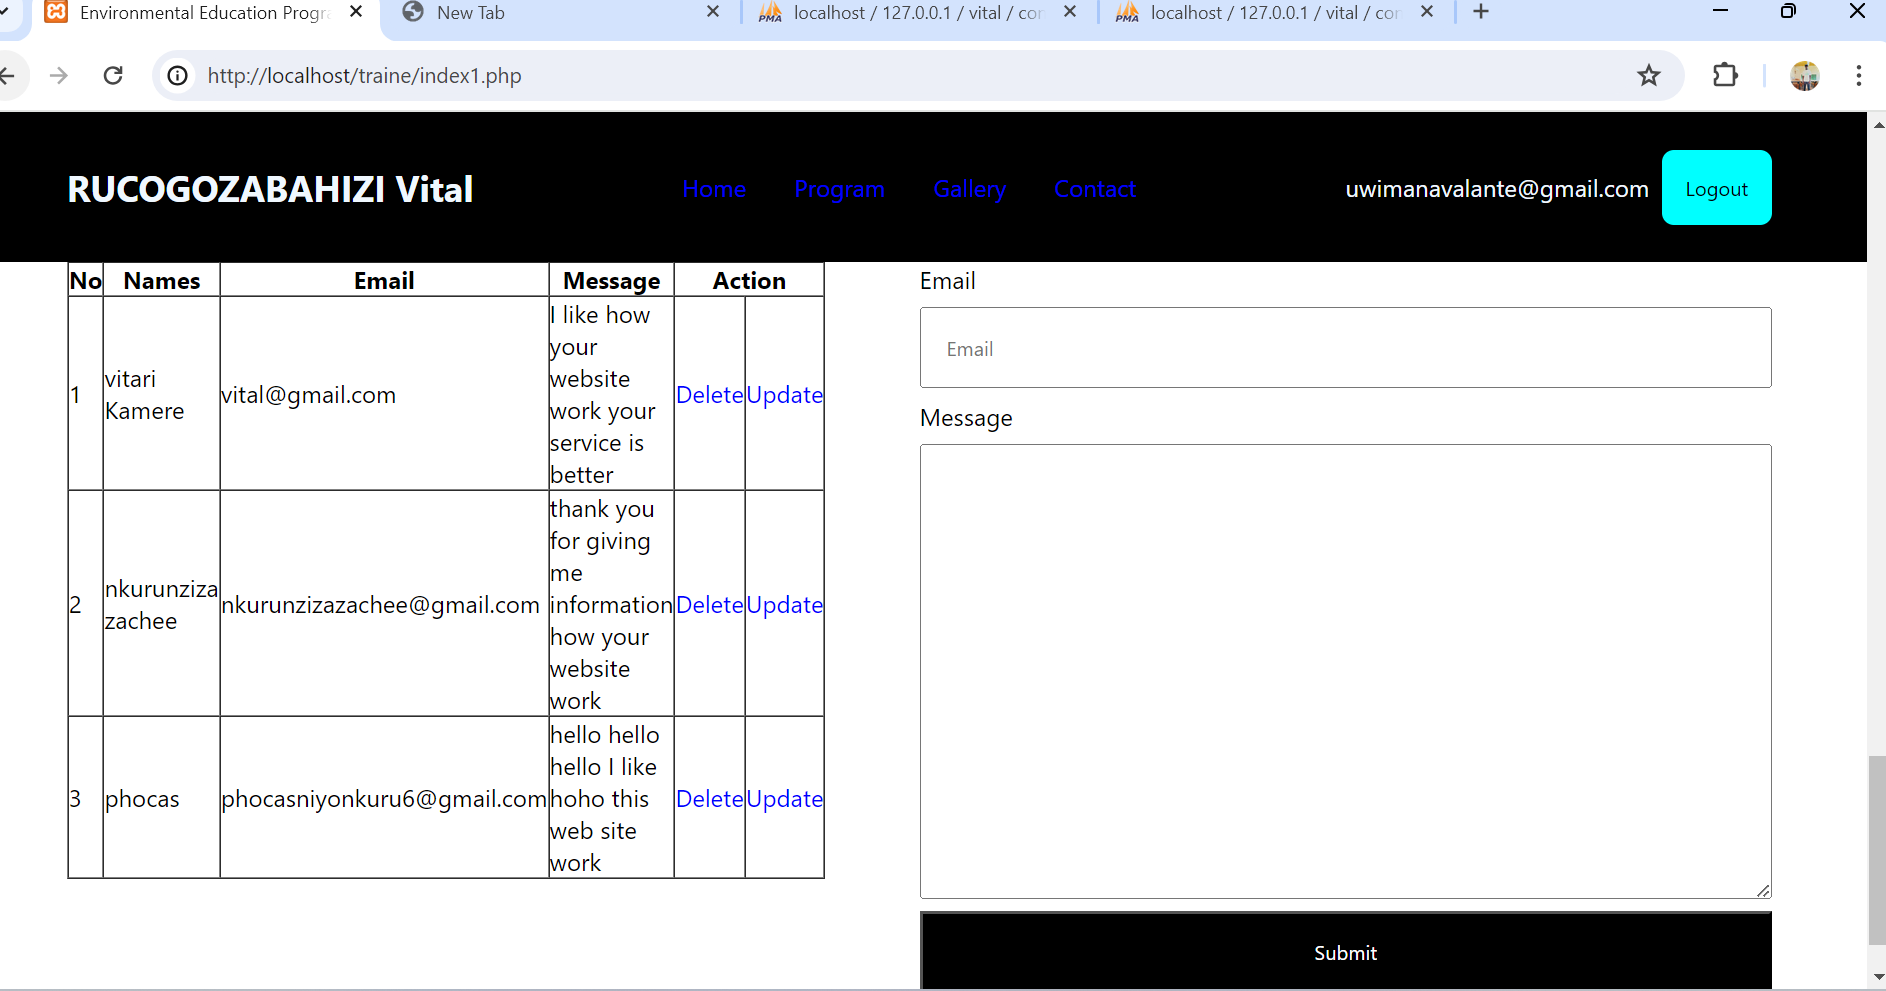 Environmental Education Progra
New Tab
localhost / 127.0.0.1 / vital / con
localhost / 127.0.0.1 / vital / cor
http://localhost/traine/index1.php
RUCOGOZABAHIZI Vital
Home
Program
Gallery
Contact
uwimanavalante@gmail.com
Logout
No Names Email Message Action
1
vitari
Kamere
vital@gmail.com
I like how
your
website
work your
service is
better
Delete
Update
2
nkurunziza
zachee
nkurunzizazachee@gmail.com
thank you
for giving
me
information
how your
website
work
Delete
Update
3
phocas
phocasniyonkuru6@gmail.com
hello hello
hello I like
hoho this
web site
work
Delete
Update
Email
Email
Message
Submit